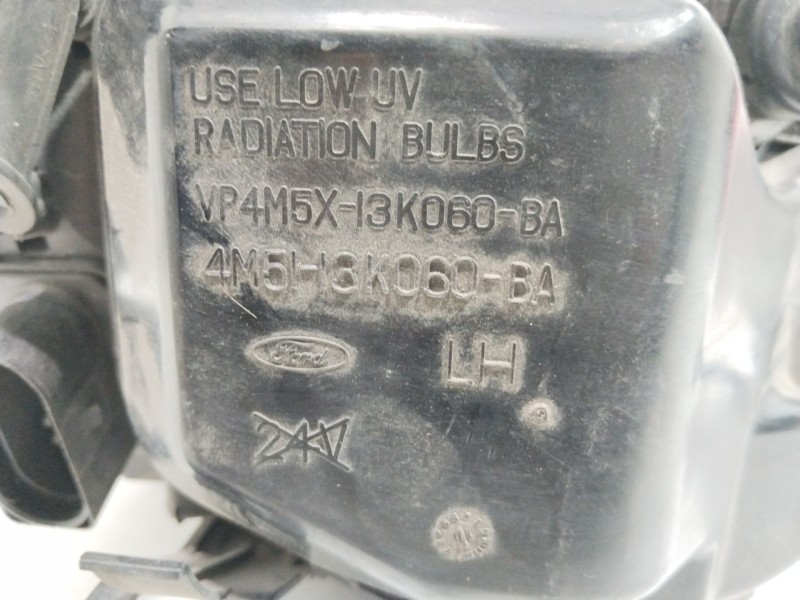 USE LOW UV
RADIATION BULBS
VP4M5X-13K060-BA
4M51-13K060-BA
Ford LH
24V